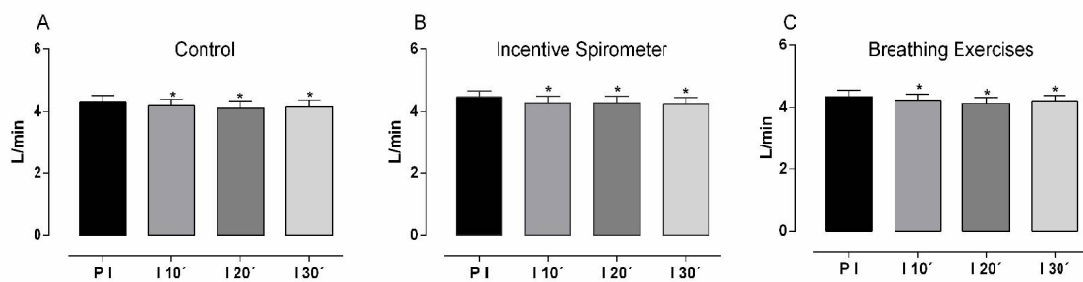 A
Control
6
4
2
0
L/min
* * *
P I I 10´ I 20´ I 30´
B
Incentive Spirometer
6
4
2
0
L/min
* * *
P I I 10´ I 20´ I 30´
C
Breathing Exercises
6
4
2
0
L/min
* * *
P I I 10´ I 20´ I 30´